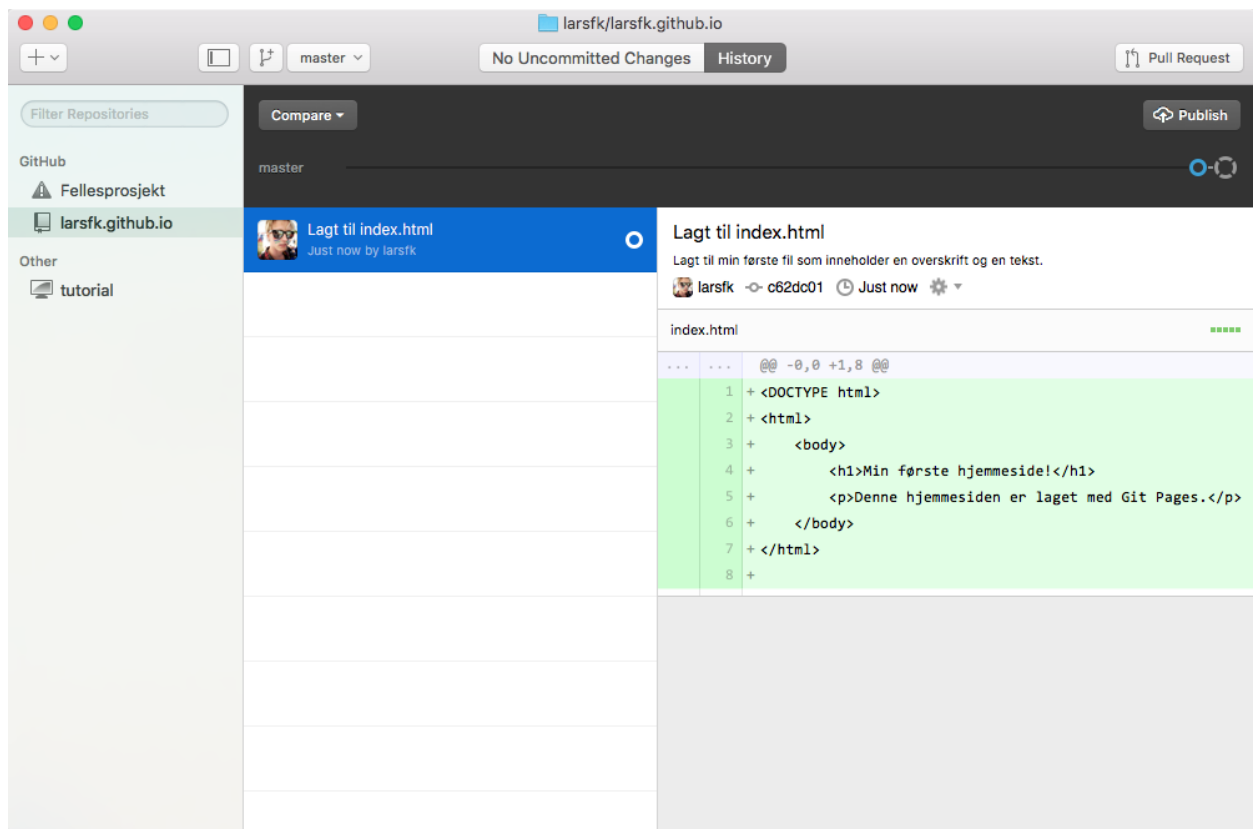 larsfk/larsfk.github.io
master
No Uncommitted Changes
History
Pull Request
Filter Repositories
GitHub
Fellesprosjekt
larsfk.github.io
Other
tutorial
Compare
Publish
master
Lagt til index.html
Just now by larsfk
Lagt til index.html
Lagt til min første fil som inneholder en overskrift og en tekst.
larsfk c62dc01 Just now
index.html
... ... @@ -0,0 +1,8 @@
1 + <DOCTYPE html>
2 + <html>
3 +     <body>
4 +         <h1>Min første hjemmeside!</h1>
5 +         <p>Denne hjemmesiden er laget med Git Pages.</p>
6 +     </body>
7 + </html>
8 +